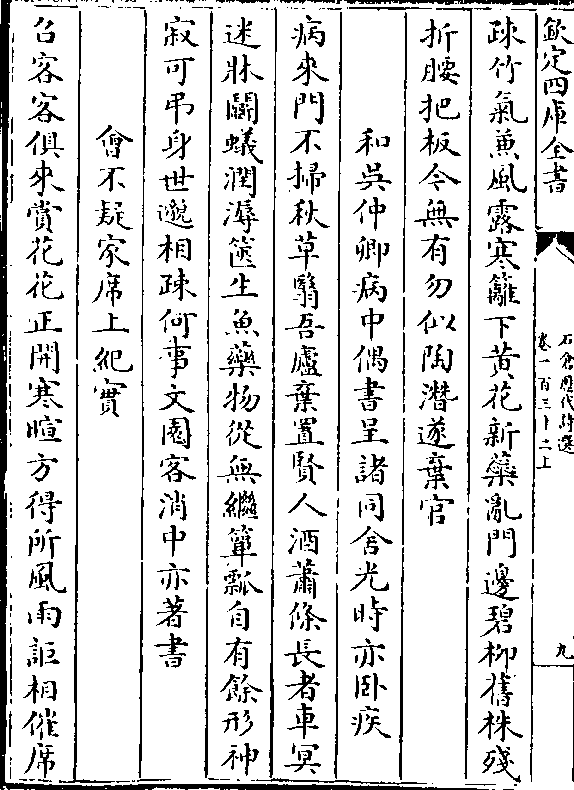 欽定四庫全書
石倉歷代詩選
卷一百三十二上
九
疎竹氣兼風露寒籬下黃花新蘂亂門邊碧柳舊株殘
折腰把板今無有勿似陶潛遂棄官
和吳仲卿病中偶書呈諸同舍光時亦卧疾
病來門不掃秋草翳吾廬棄置賢人酒蕭條長者車冥
迷牀鬭蟻潤溽篋生魚藥物從無繼簞瓢自有餘形神
寂可弔身世邈相疎何事文園客消中亦著書
會不疑家席上紀實
召客客俱來賞花花正開寒暄方得所風雨詎相催席